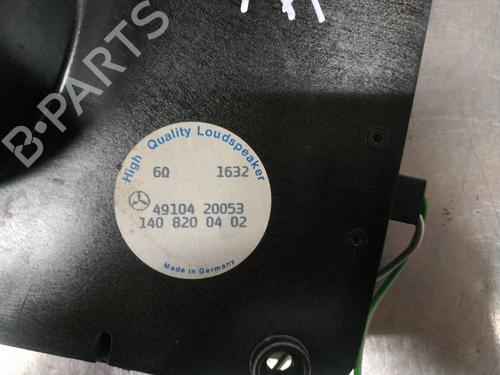 High Quality Loudspeaker
6Ω 1632
49104 20053
140 820 04 02
Made in Germany
B-PARTS